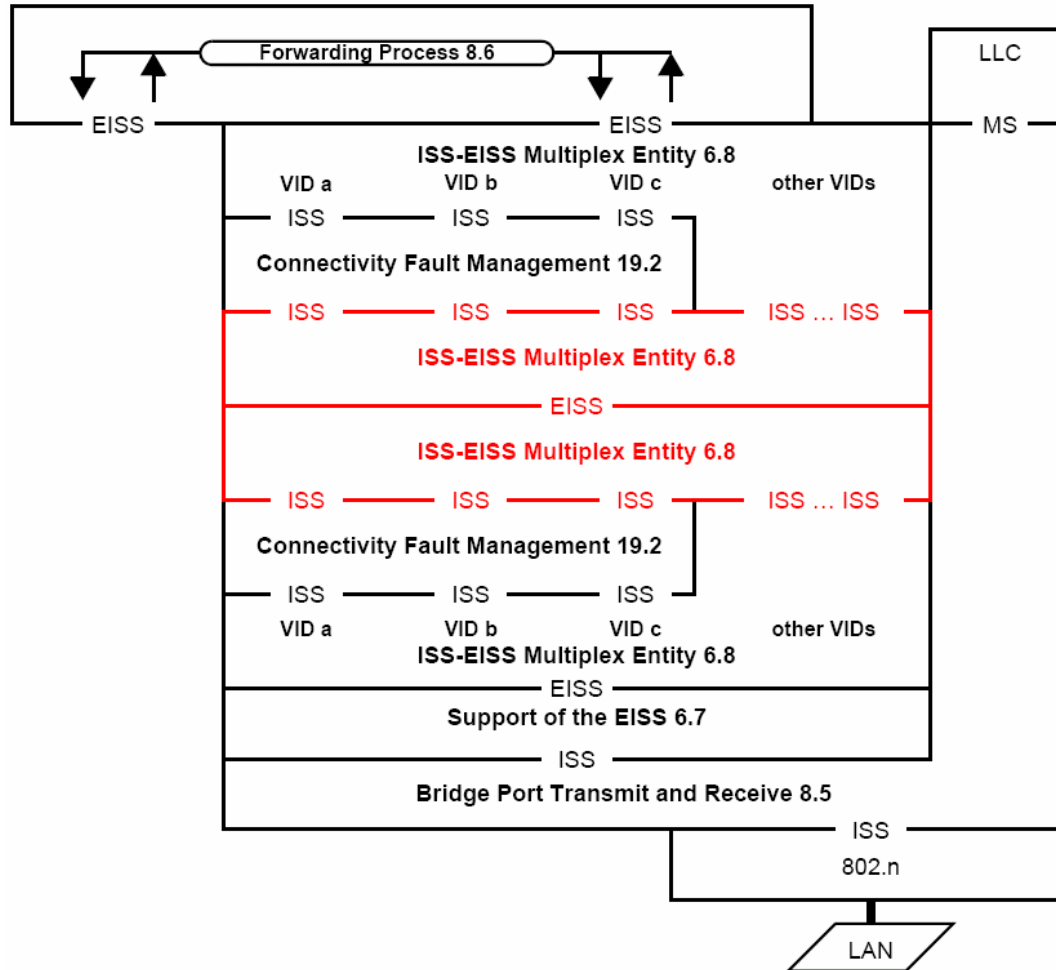 Forwarding Process 8.6
LLC
EISS EISS MS
ISS-EISS Multiplex Entity 6.8
VID a VID b VID c other VIDs
ISS ISS ISS
Connectivity Fault Management 19.2
ISS ISS ISS ISS ... ISS
ISS-EISS Multiplex Entity 6.8
EISS
ISS-EISS Multiplex Entity 6.8
ISS ISS ISS ISS ... ISS
Connectivity Fault Management 19.2
ISS ISS ISS
VID a VID b VID c other VIDs
ISS-EISS Multiplex Entity 6.8
EISS
Support of the EISS 6.7
ISS
Bridge Port Transmit and Receive 8.5
ISS
802.n
LAN